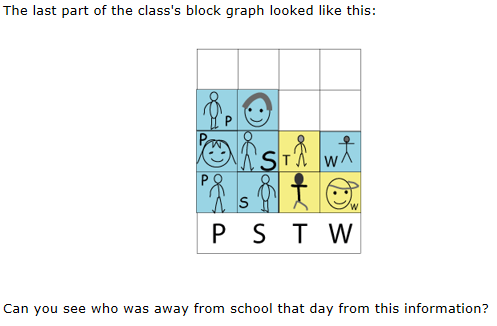 The last part of the class's block graph looked like this:
P
P S T W
P S W
P S T W
Can you see who was away from school that day from this information?